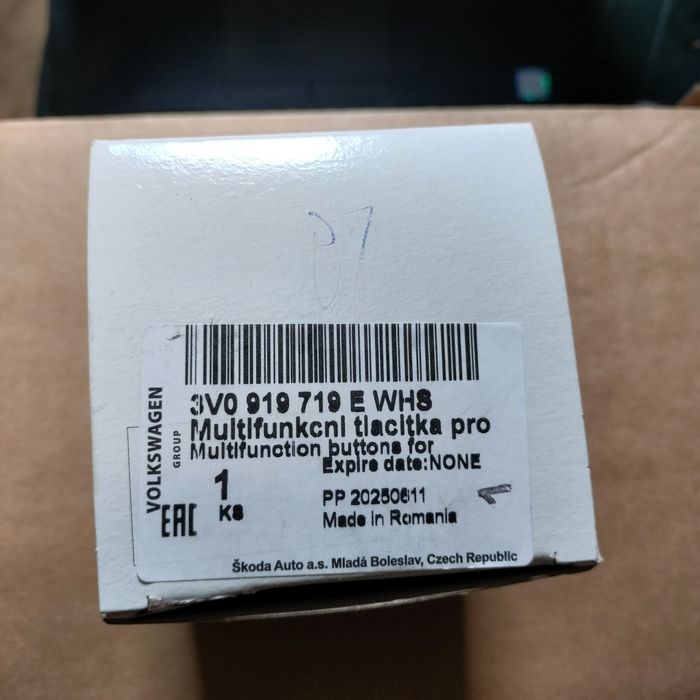 VOLKSWAGEN
GROUP
3V0 919 719 E WHS
Multifunkcni tlacitka pro
Multifunction buttons for
Expire date:NONE
1
KS
PP 20250611
EAC
Made in Romania
Škoda Auto a.s. Mladá Boleslav, Czech Republic